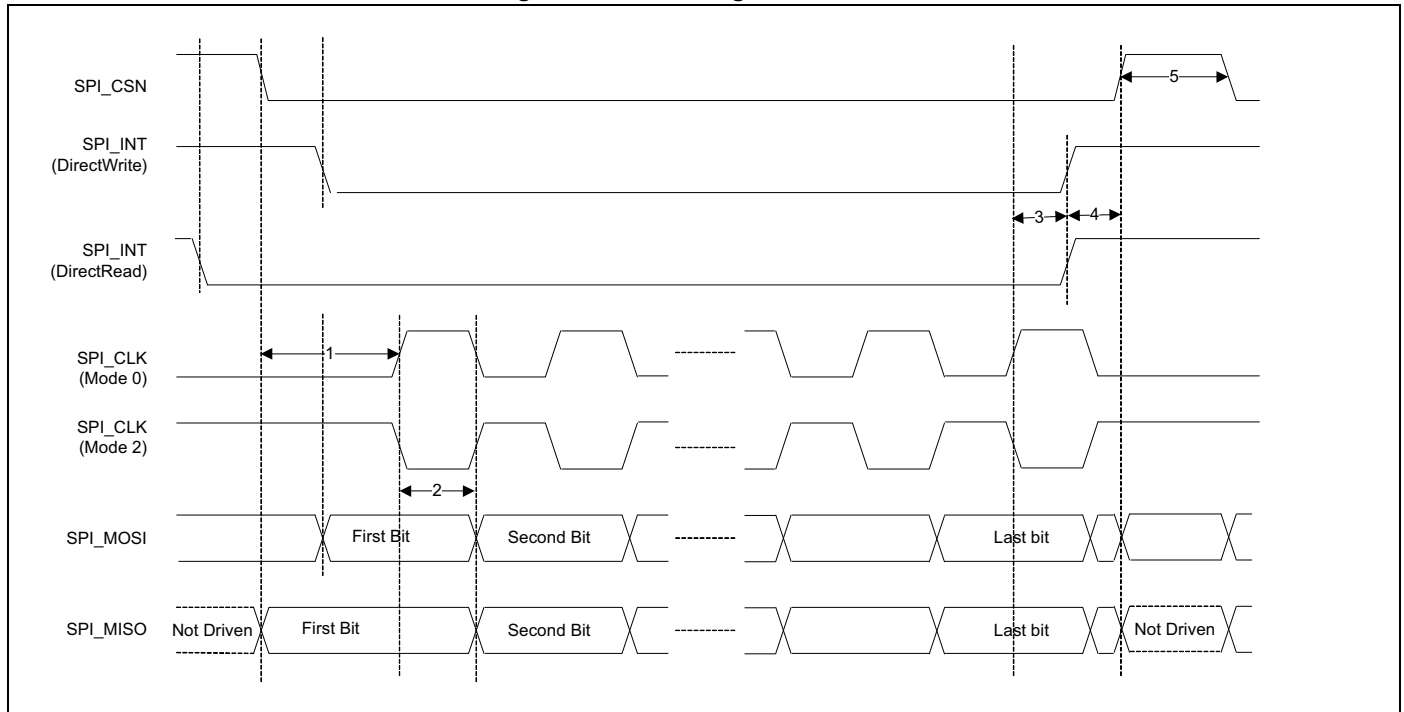 SPI_CSN
5
SPI_INT
(DirectWrite)
3
4
SPI_INT
(DirectRead)
1
SPI_CLK
(Mode 0)
SPI_CLK
(Mode 2)
2
SPI_MOSI
First Bit
Second Bit
Last bit
SPI_MISO
Not Driven
First Bit
Second Bit
Last bit
Not Driven